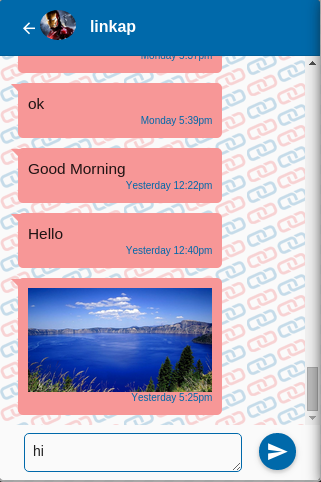 linkap
Monday 5:37pm
ok
Monday 5:39pm
Good Morning
Yesterday 12:22pm
Hello
Yesterday 12:40pm
Yesterday 5:25pm
hi